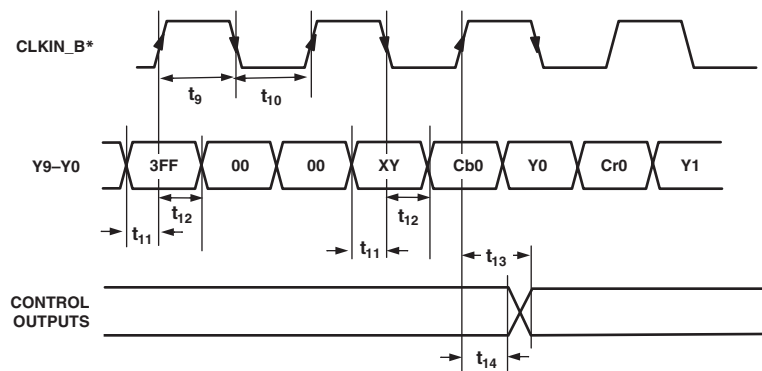 CLKIN_B*
t9
t10
Y9–Y0
3FF
00
00
XY
Cb0
Y0
Cr0
Y1
t12
t12
t11
t11
t13
CONTROL
OUTPUTS
t14